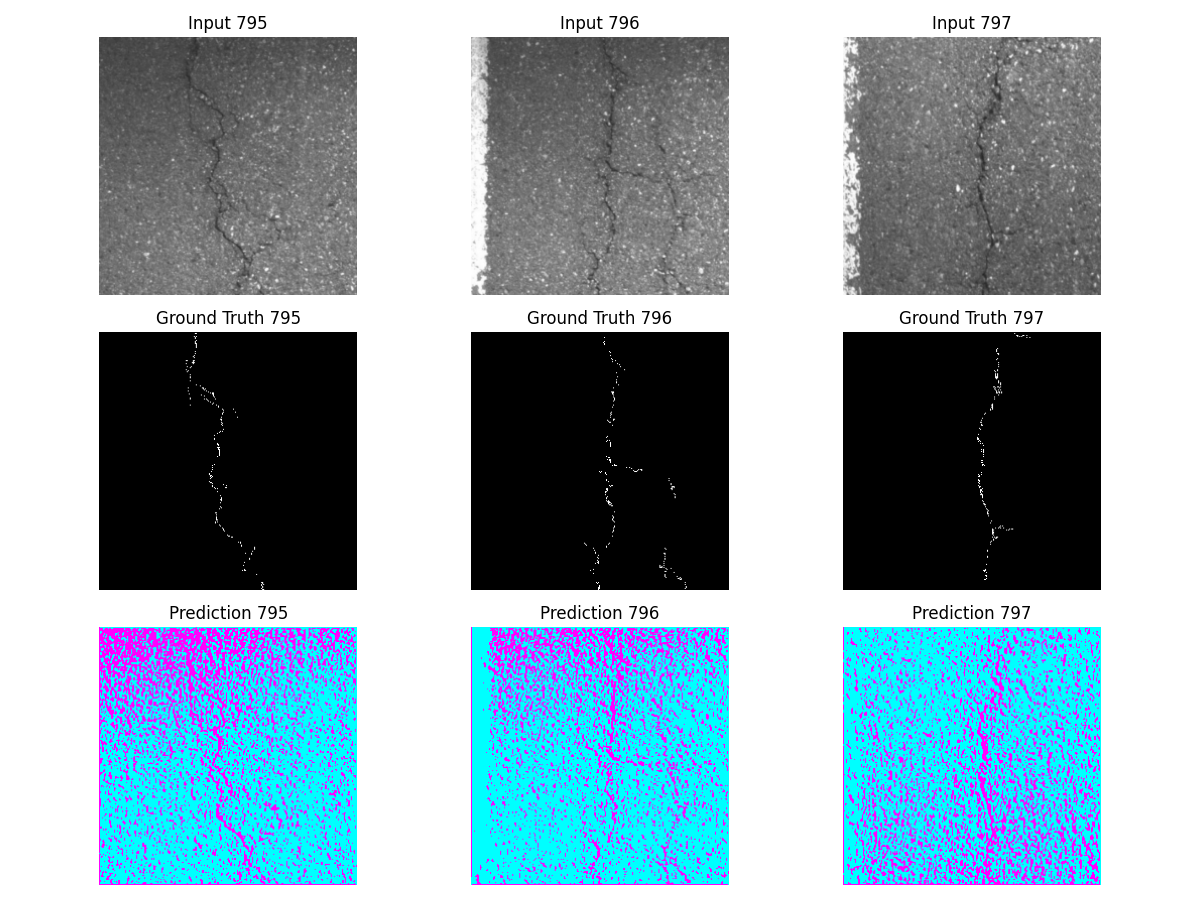 Input 795
Input 796
Input 797
Ground Truth 795
Ground Truth 796
Ground Truth 797
Prediction 795
Prediction 796
Prediction 797